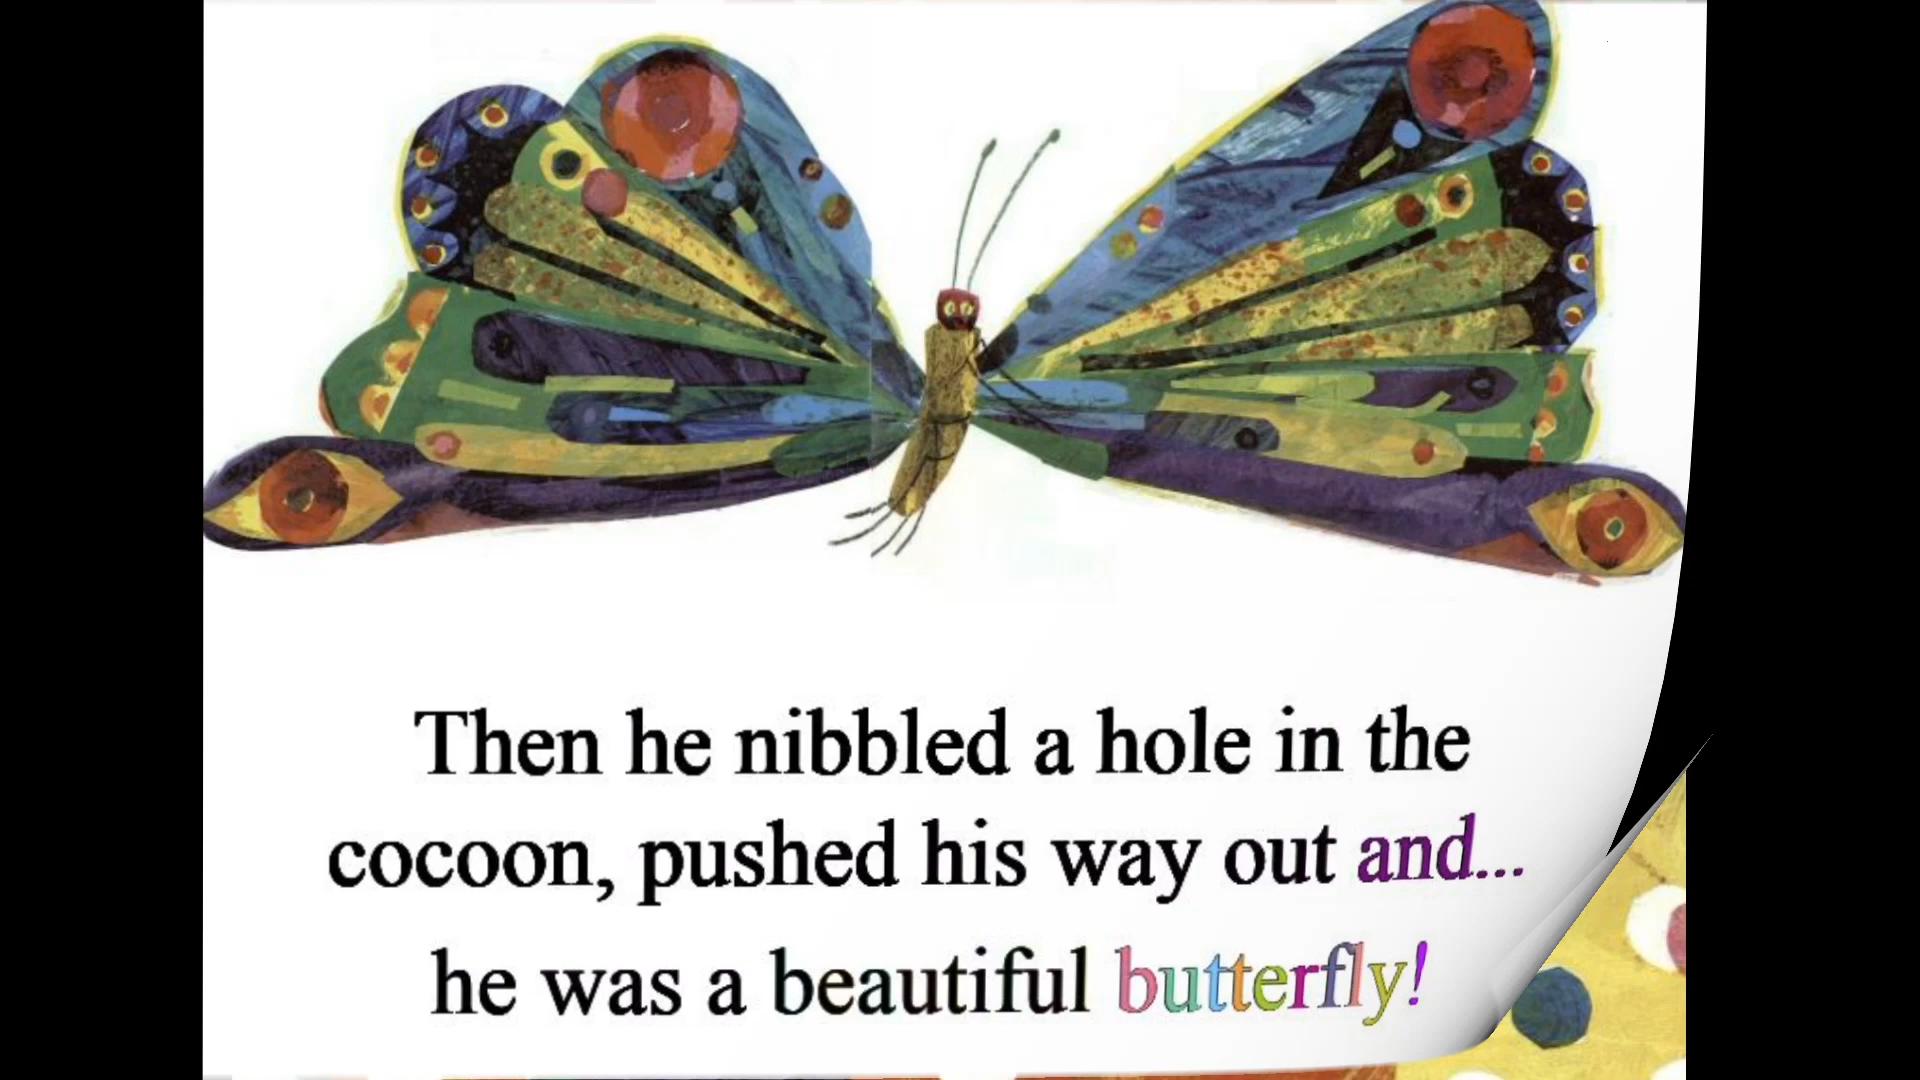 Then he nibbled a hole in the
cocoon, pushed his way out and...
he was a beautiful butterfly!